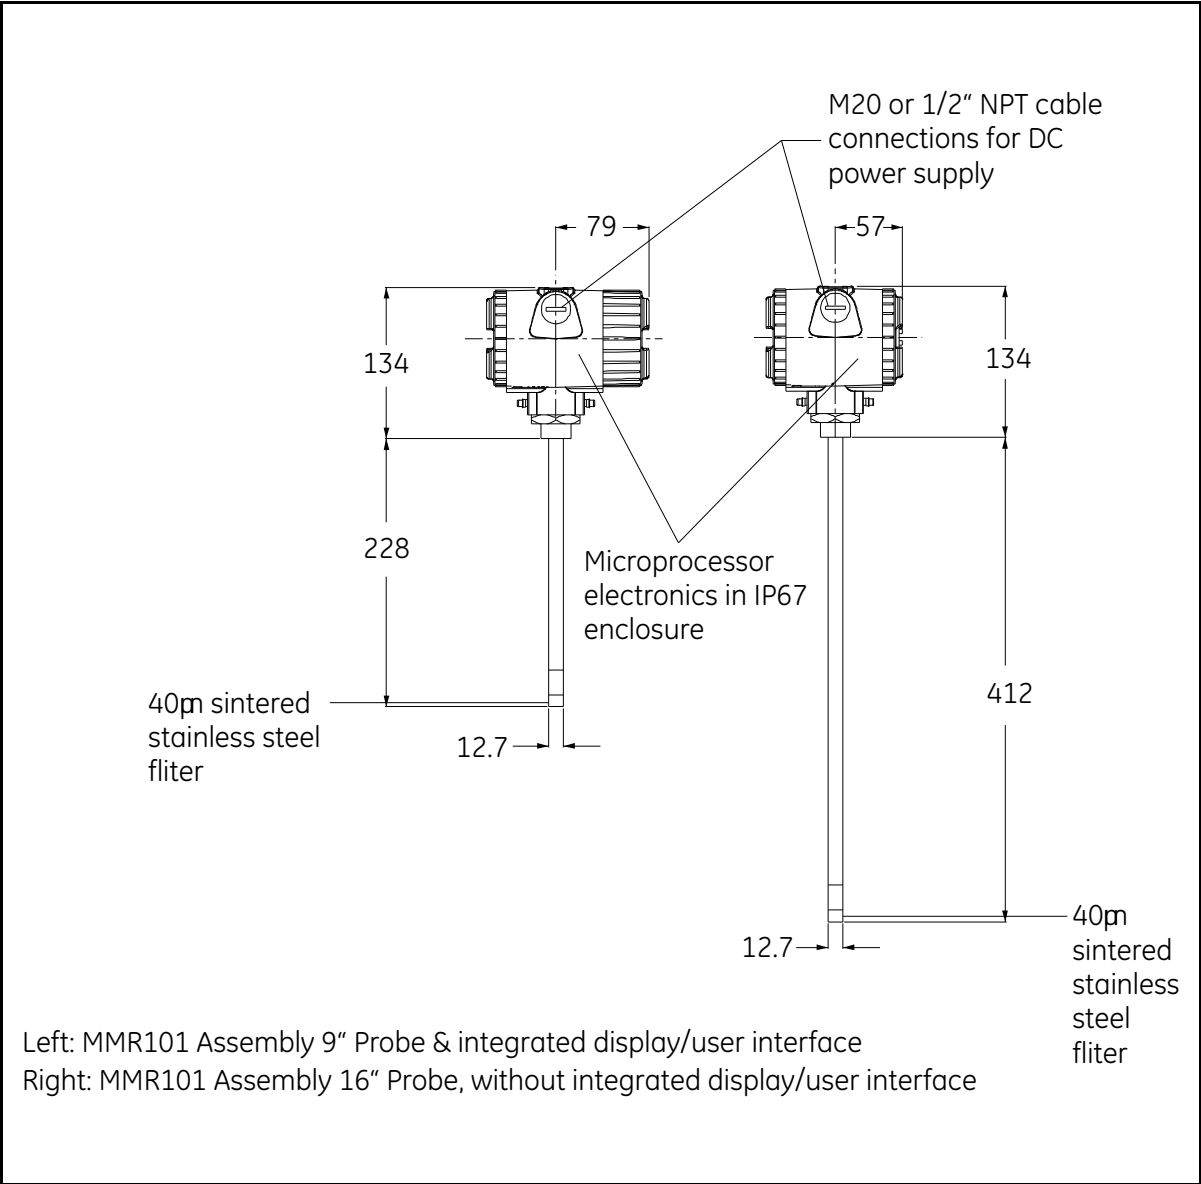 M20 or 1/2“ NPT cable
connections for DC
power supply
79
57
134
134
228
Microprocessor
electronics in IP67
enclosure
412
40µm sintered
stainless steel
fliter
12.7
40µm
sintered
stainless
steel
fliter
12.7
Left: MMR101 Assembly 9“ Probe & integrated display/user interface
Right: MMR101 Assembly 16“ Probe, without integrated display/user interface